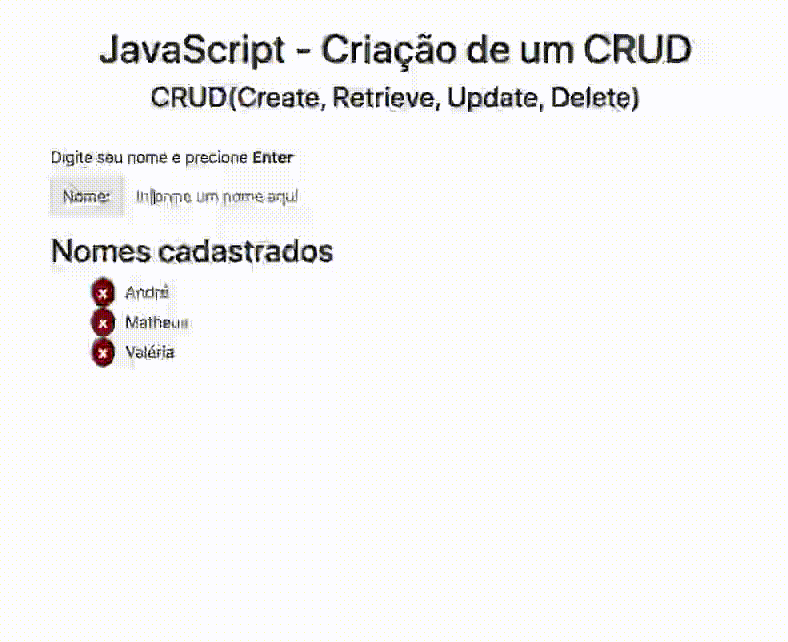 JavaScript - Criação de um CRUD
CRUD(Create, Retrieve, Update, Delete)
Digite seu nome e precione Enter
Nome: Informe um nome aqui
Nomes cadastrados
x André
x Matheus
x Valéria